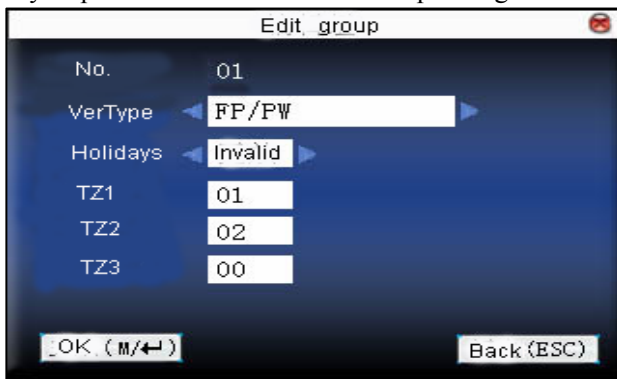 Edit group
No. 01
VerType FP/PW
Holidays Invalid
TZ1 01
TZ2 02
TZ3 00
OK (M/↵) Back (ESC)